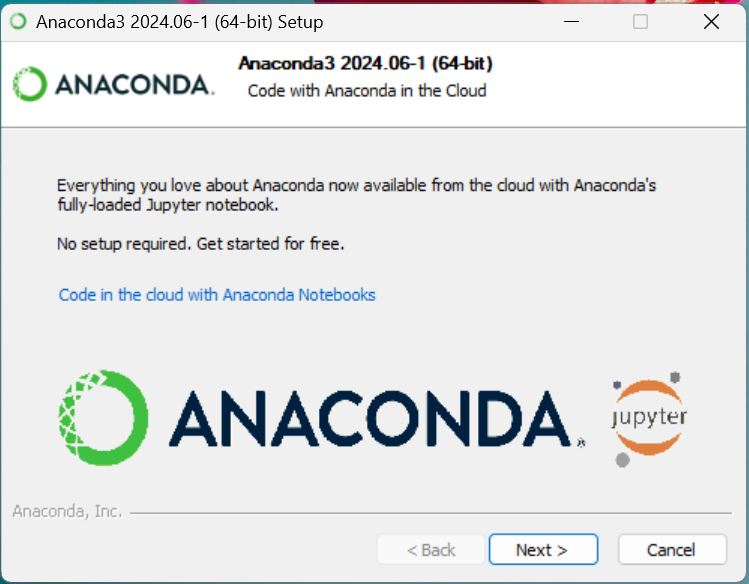 Anaconda3 2024.06-1 (64-bit) Setup
ANACONDA.
Anaconda3 2024.06-1 (64-bit)
Code with Anaconda in the Cloud
Everything you love about Anaconda now available from the cloud with Anaconda's
fully-loaded Jupyter notebook.
No setup required. Get started for free.
Code in the cloud with Anaconda Notebooks
ANACONDA.®
jupyter
Anaconda, Inc.
< Back
Next >
Cancel